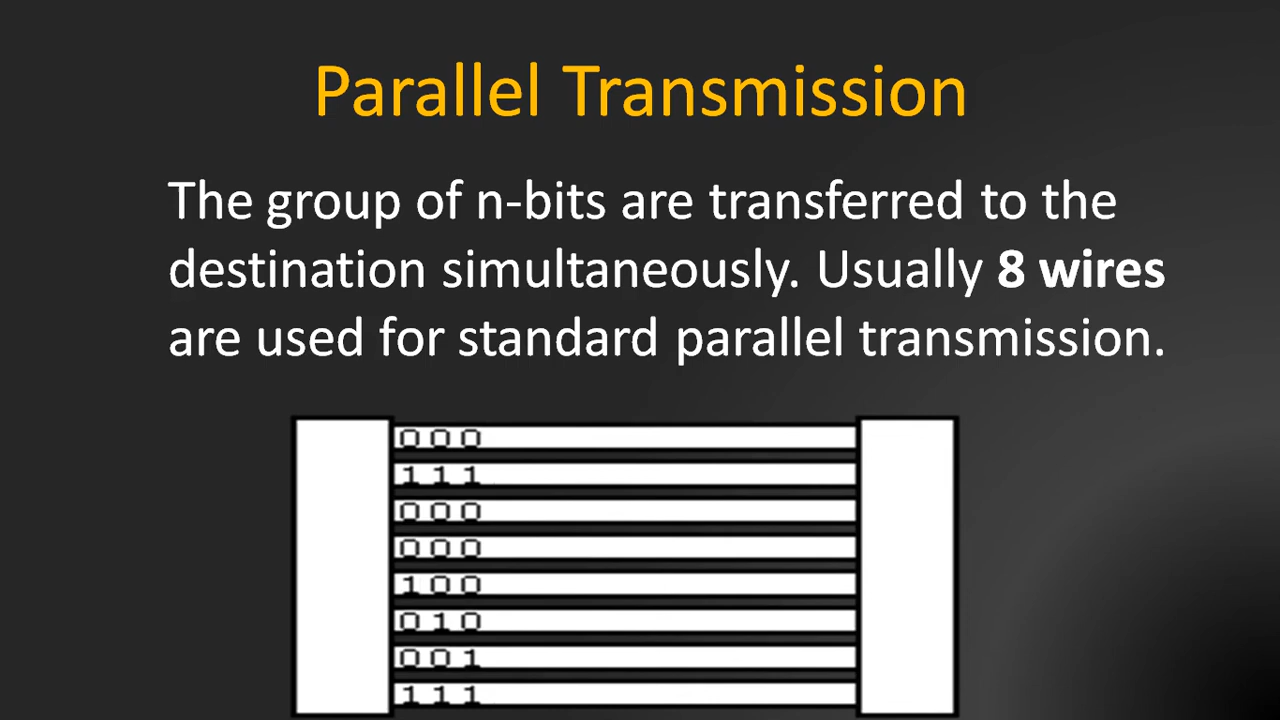 Parallel Transmission
The group of n-bits are transferred to the
destination simultaneously. Usually 8 wires
are used for standard parallel transmission.
0 0 0
1 1 1
0 0 0
0 0 0
1 0 0
0 1 0
0 0 1
1 1 1